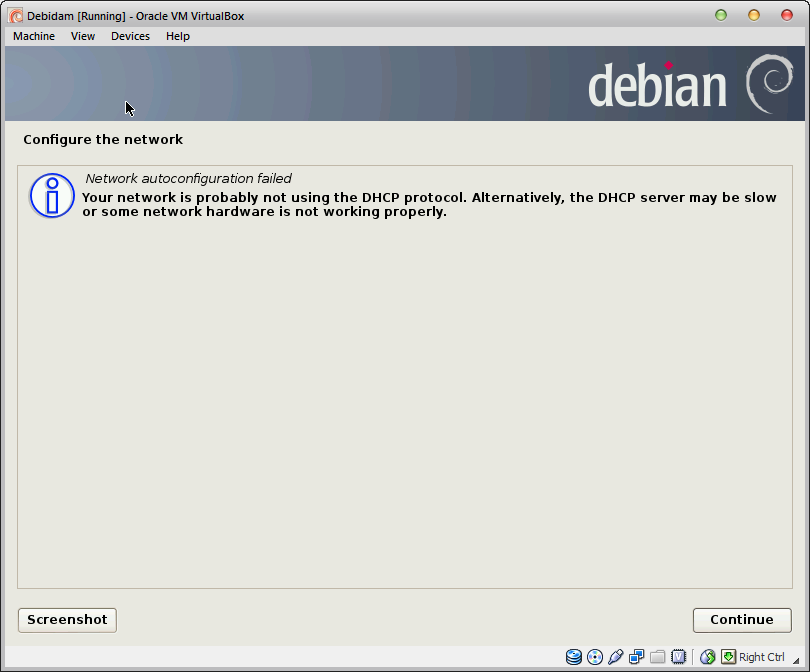 Debidam [Running] - Oracle VM VirtualBox
Machine View Devices Help
debian
Configure the network
Network autoconfiguration failed
Your network is probably not using the DHCP protocol. Alternatively, the DHCP server may be slow
or some network hardware is not working properly.
Screenshot
Continue
Right Ctrl